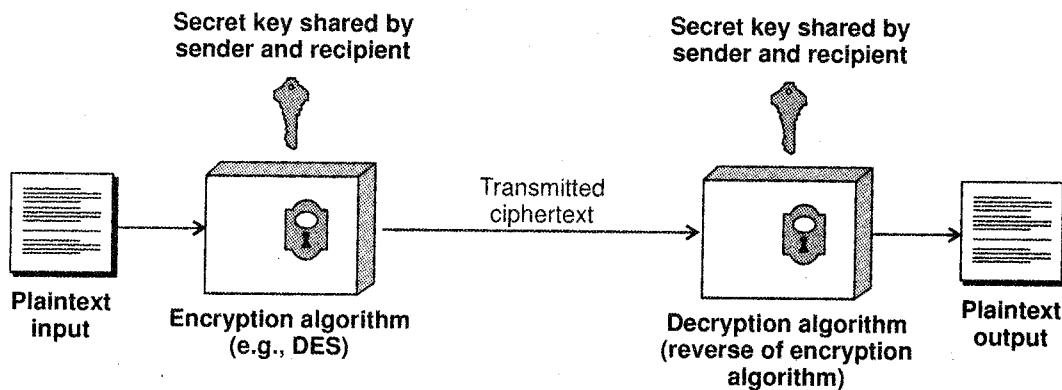 Secret key shared by
sender and recipient
Secret key shared by
sender and recipient
Transmitted
ciphertext
Plaintext
input
Encryption algorithm
(e.g., DES)
Decryption algorithm
(reverse of encryption
algorithm)
Plaintext
output